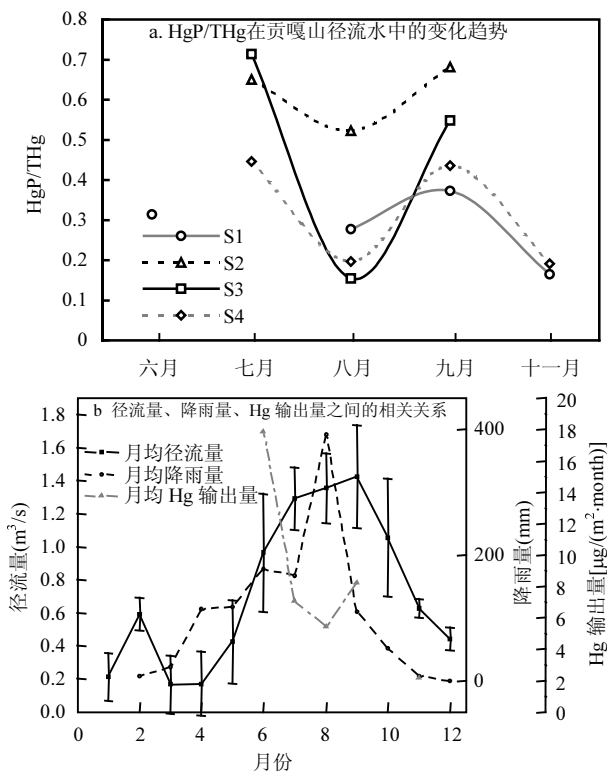 a. HgP/THg在贡嘎山径流水中的变化趋势
HgP/THg
0.8
0.7
0.6
0.5
0.4
0.3
0.2
0.1
0
S1
S2
S3
S4
六月 七月 八月 九月 十一月
b 径流量、降雨量、Hg 输出量之间的相关关系
月均径流量
月均降雨量
月均 Hg 输出量
径流量(m³/s)
1.8
1.6
1.4
1.2
1.0
0.8
0.6
0.4
0.2
0.0
降雨量(mm)
400
200
0
Hg 输出量[μg/(m²·month)]
20
18
16
14
12
10
8
6
4
2
0
0 2 4 6 8 10 12
月份